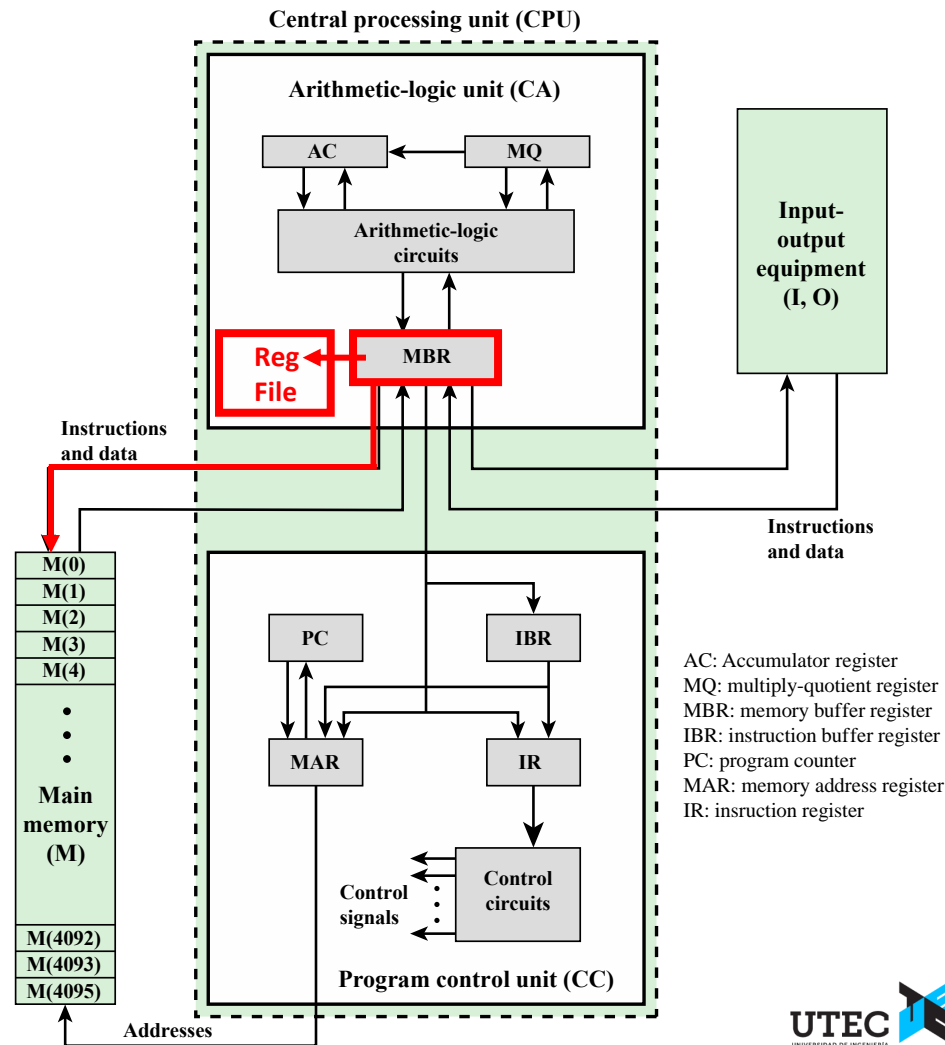 Central processing unit (CPU)
Arithmetic-logic unit (CA)
AC
MQ
Arithmetic-logic
circuits
Input-
output
equipment
(I, O)
MBR
Reg
File
Instructions
and data
Instructions
and data
M(0)
M(1)
M(2)
M(3)
M(4)
Main
memory
(M)
M(4092)
M(4093)
M(4095)
PC
IBR
MAR
IR
Control
signals
Control
circuits
Program control unit (CC)
Addresses
AC: Accumulator register
MQ: multiply-quotient register
MBR: memory buffer register
IBR: instruction buffer register
PC: program counter
MAR: memory address register
IR: insruction register
UTEC
UNIVERSIDAD DE INGENIERÍA